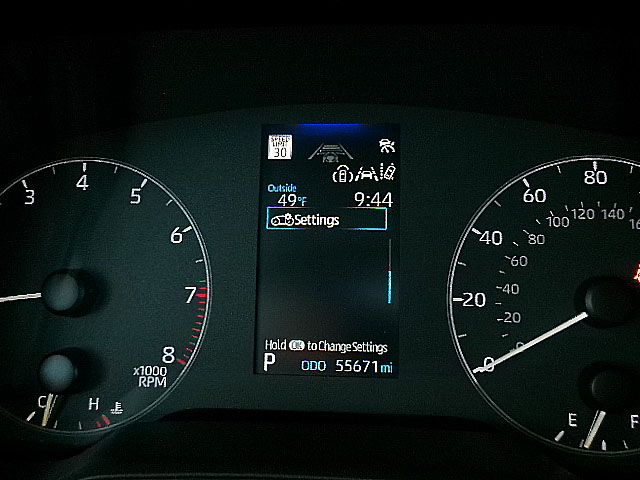 3
4
5
6
7
8
x1000
RPM
C
H
SPEED
LIMIT
30
Outside
49°F
9:44
Settings
Hold OK to Change Settings
P
ODO 55671 mi
0
20
40
60
80
0
20
40
60
80
100
120
140
E
F